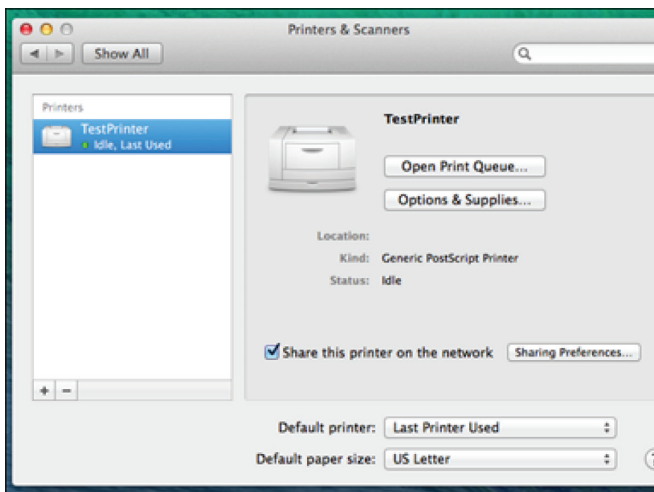 Printers & Scanners
Show All
Printers
TestPrinter
Idle, Last Used
TestPrinter
Open Print Queue...
Options & Supplies...
Location:
Kind: Generic PostScript Printer
Status: Idle
Share this printer on the network Sharing Preferences...
+ −
Default printer: Last Printer Used
Default paper size: US Letter
?